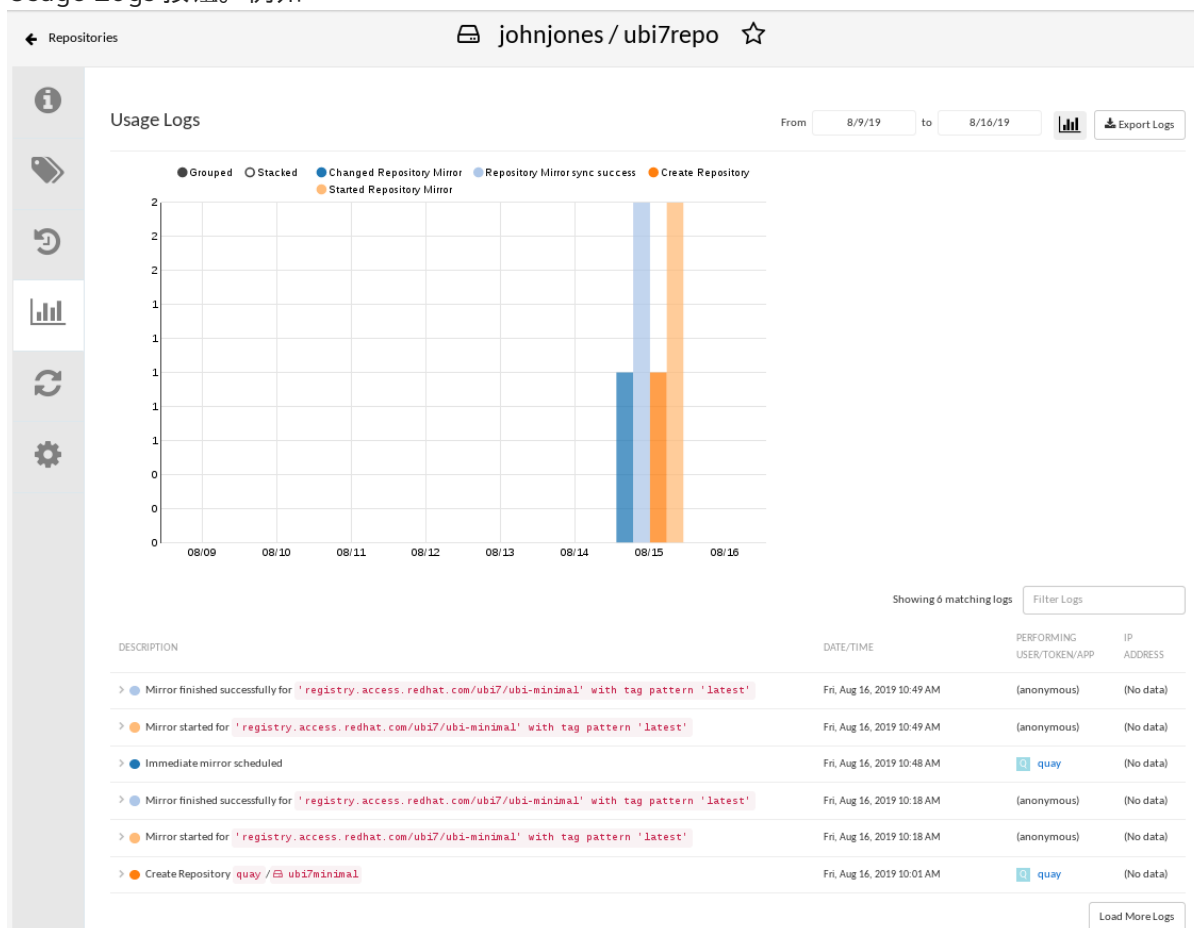 Usage Logs 按钮。例如：
Repositories
johnjones / ubi7repo
Usage Logs
From 8/9/19 to 8/16/19 Export Logs
Grouped Stacked Changed Repository Mirror Repository Mirror sync success Create Repository
Started Repository Mirror
2
2
2
1
1
1
1
1
0
0
0
08/09 08/10 08/11 08/12 08/13 08/14 08/15 08/16
Showing 6 matching logs Filter Logs
DESCRIPTION DATE/TIME PERFORMING USER/TOKEN/APP IP ADDRESS
Mirror finished successfully for 'registry.access.redhat.com/ubi7/ubi-minimal' with tag pattern 'latest' Fri, Aug 16, 2019 10:49 AM (anonymous) (No data)
Mirror started for 'registry.access.redhat.com/ubi7/ubi-minimal' with tag pattern 'latest' Fri, Aug 16, 2019 10:49 AM (anonymous) (No data)
Immediate mirror scheduled Fri, Aug 16, 2019 10:48 AM Q quay (No data)
Mirror finished successfully for 'registry.access.redhat.com/ubi7/ubi-minimal' with tag pattern 'latest' Fri, Aug 16, 2019 10:18 AM (anonymous) (No data)
Mirror started for 'registry.access.redhat.com/ubi7/ubi-minimal' with tag pattern 'latest' Fri, Aug 16, 2019 10:18 AM (anonymous) (No data)
Create Repository quay / ubi7minimal Fri, Aug 16, 2019 10:01 AM Q quay (No data)
Load More Logs